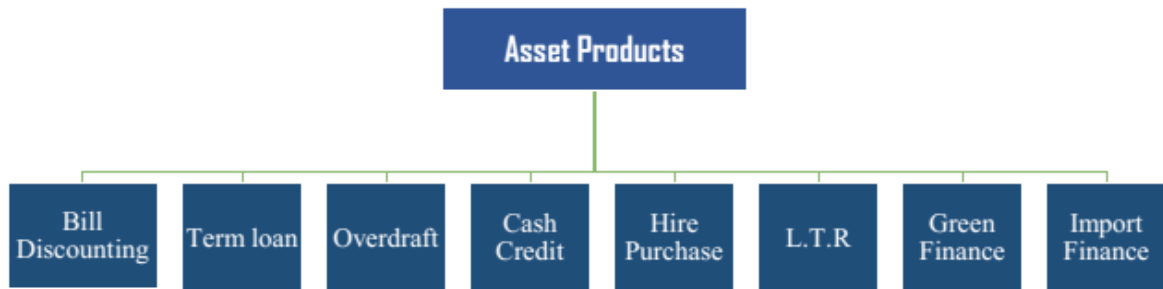 Asset Products
Bill
Discounting
Term loan
Overdraft
Cash
Credit
Hire
Purchase
L.T.R
Green
Finance
Import
Finance